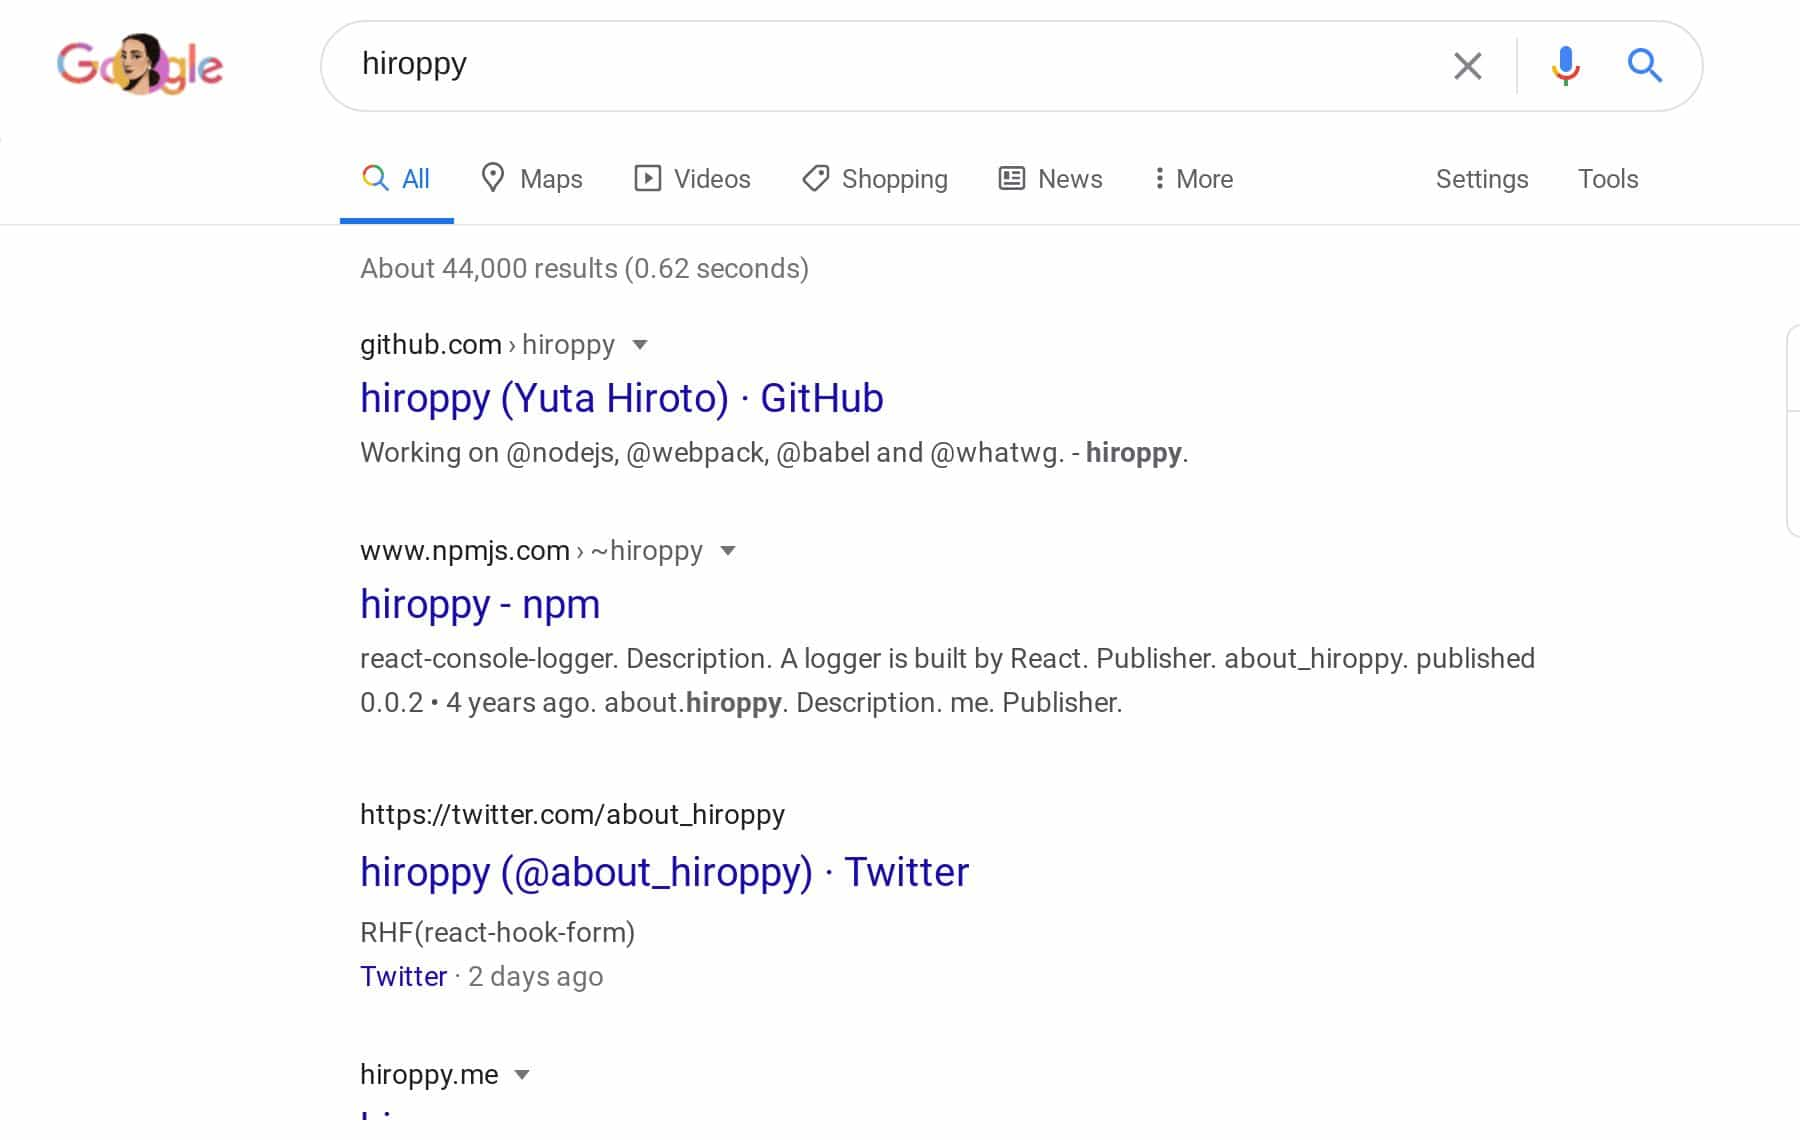 Google
hiroppy
All Maps Videos Shopping News More Settings Tools
About 44,000 results (0.62 seconds)
github.com › hiroppy
hiroppy (Yuta Hiroto) · GitHub
Working on @nodejs, @webpack, @babel and @whatwg. - hiroppy.
www.npmjs.com › ~hiroppy
hiroppy - npm
react-console-logger. Description. A logger is built by React. Publisher. about_hiroppy. published
0.0.2 • 4 years ago. about.hiroppy. Description. me. Publisher.
https://twitter.com/about_hiroppy
hiroppy (@about_hiroppy) · Twitter
RHF(react-hook-form)
Twitter · 2 days ago
hiroppy.me